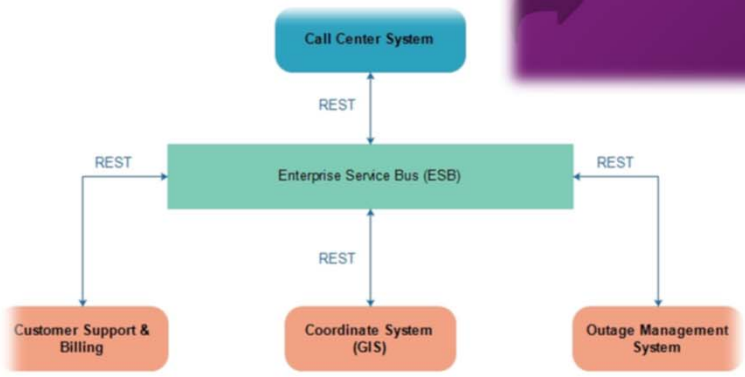 Call Center System
REST
REST
Enterprise Service Bus (ESB)
REST
REST
Customer Support &
Billing
Coordinate System
(GIS)
Outage Management
System